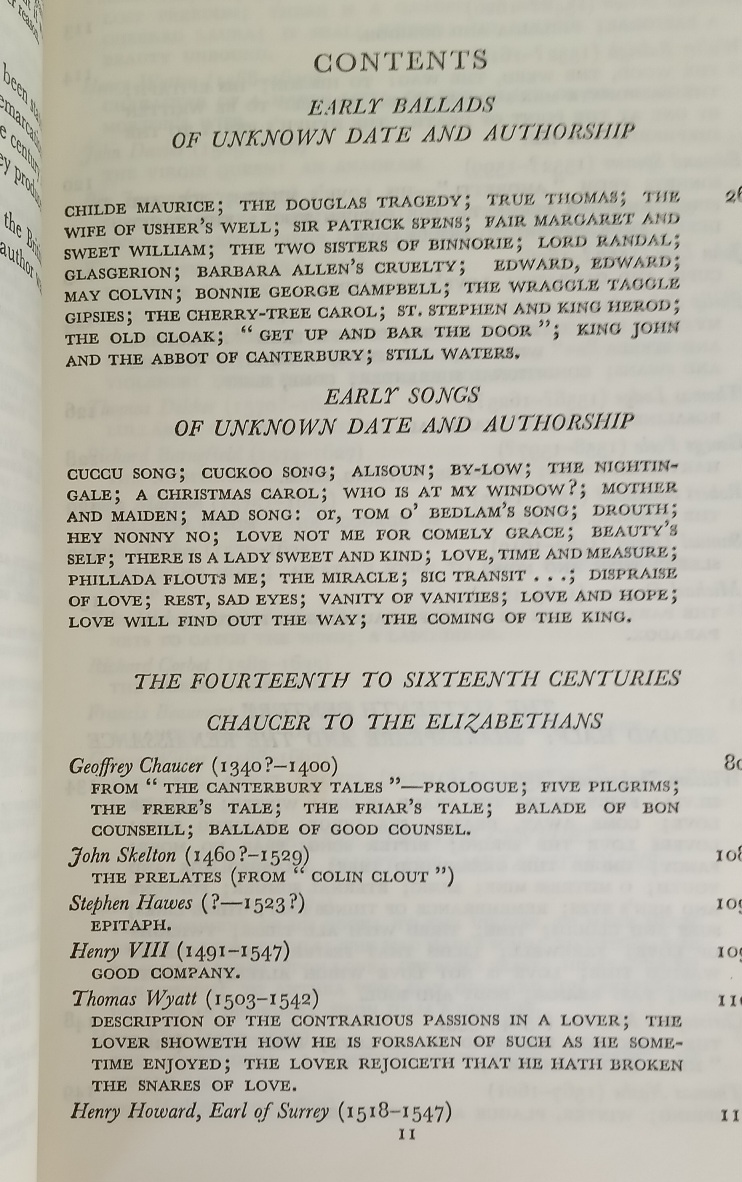 CONTENTS
EARLY BALLADS
OF UNKNOWN DATE AND AUTHORSHIP
CHILDE MAURICE; THE DOUGLAS TRAGEDY; TRUE THOMAS; THE
WIFE OF USHER'S WELL; SIR PATRICK SPENS; FAIR MARGARET AND
SWEET WILLIAM; THE TWO SISTERS OF BINNORIE; LORD RANDAL;
GLASGERION; BARBARA ALLEN'S CRUELTY; EDWARD, EDWARD;
MAY COLVIN; BONNIE GEORGE CAMPBELL; THE WRAGGLE TAGGLE
GIPSIES; THE CHERRY-TREE CAROL; ST. STEPHEN AND KING HEROD;
THE OLD CLOAK; "GET UP AND BAR THE DOOR"; KING JOHN
AND THE ABBOT OF CANTERBURY; STILL WATERS.
EARLY SONGS
OF UNKNOWN DATE AND AUTHORSHIP
CUCCU SONG; CUCKOO SONG; ALISOUN; BY-LOW; THE NIGHTIN-
GALE; A CHRISTMAS CAROL; WHO IS AT MY WINDOW?; MOTHER
AND MAIDEN; MAD SONG: or, TOM O' BEDLAM'S SONG; DROUTH;
HEY NONNY NO; LOVE NOT ME FOR COMELY GRACE; BEAUTY'S
SELF; THERE IS A LADY SWEET AND KIND; LOVE, TIME AND MEASURE;
PHILLADA FLOUTS ME; THE MIRACLE; SIC TRANSIT . . .; DISPRAISE
OF LOVE; REST, SAD EYES; VANITY OF VANITIES; LOVE AND HOPE;
LOVE WILL FIND OUT THE WAY; THE COMING OF THE KING.
THE FOURTEENTH TO SIXTEENTH CENTURIES
CHAUCER TO THE ELIZABETHANS
Geoffrey Chaucer (1340?–1400)
FROM "THE CANTERBURY TALES"—PROLOGUE; FIVE PILGRIMS;
THE FRERE'S TALE; THE FRIAR'S TALE; BALADE OF BON
COUNSEILL; BALLADE OF GOOD COUNSEL.
John Skelton (1460?–1529) 108
THE PRELATES (FROM "COLIN CLOUT")
Stephen Hawes (?—1523?) 109
EPITAPH.
Henry VIII (1491–1547) 109
GOOD COMPANY.
Thomas Wyatt (1503–1542)
DESCRIPTION OF THE CONTRARIOUS PASSIONS IN A LOVER; THE
LOVER SHOWETH HOW HE IS FORSAKEN OF SUCH AS HE SOME-
TIME ENJOYED; THE LOVER REJOICETH THAT HE HATH BROKEN
THE SNARES OF LOVE.
Henry Howard, Earl of Surrey (1518–1547)
11